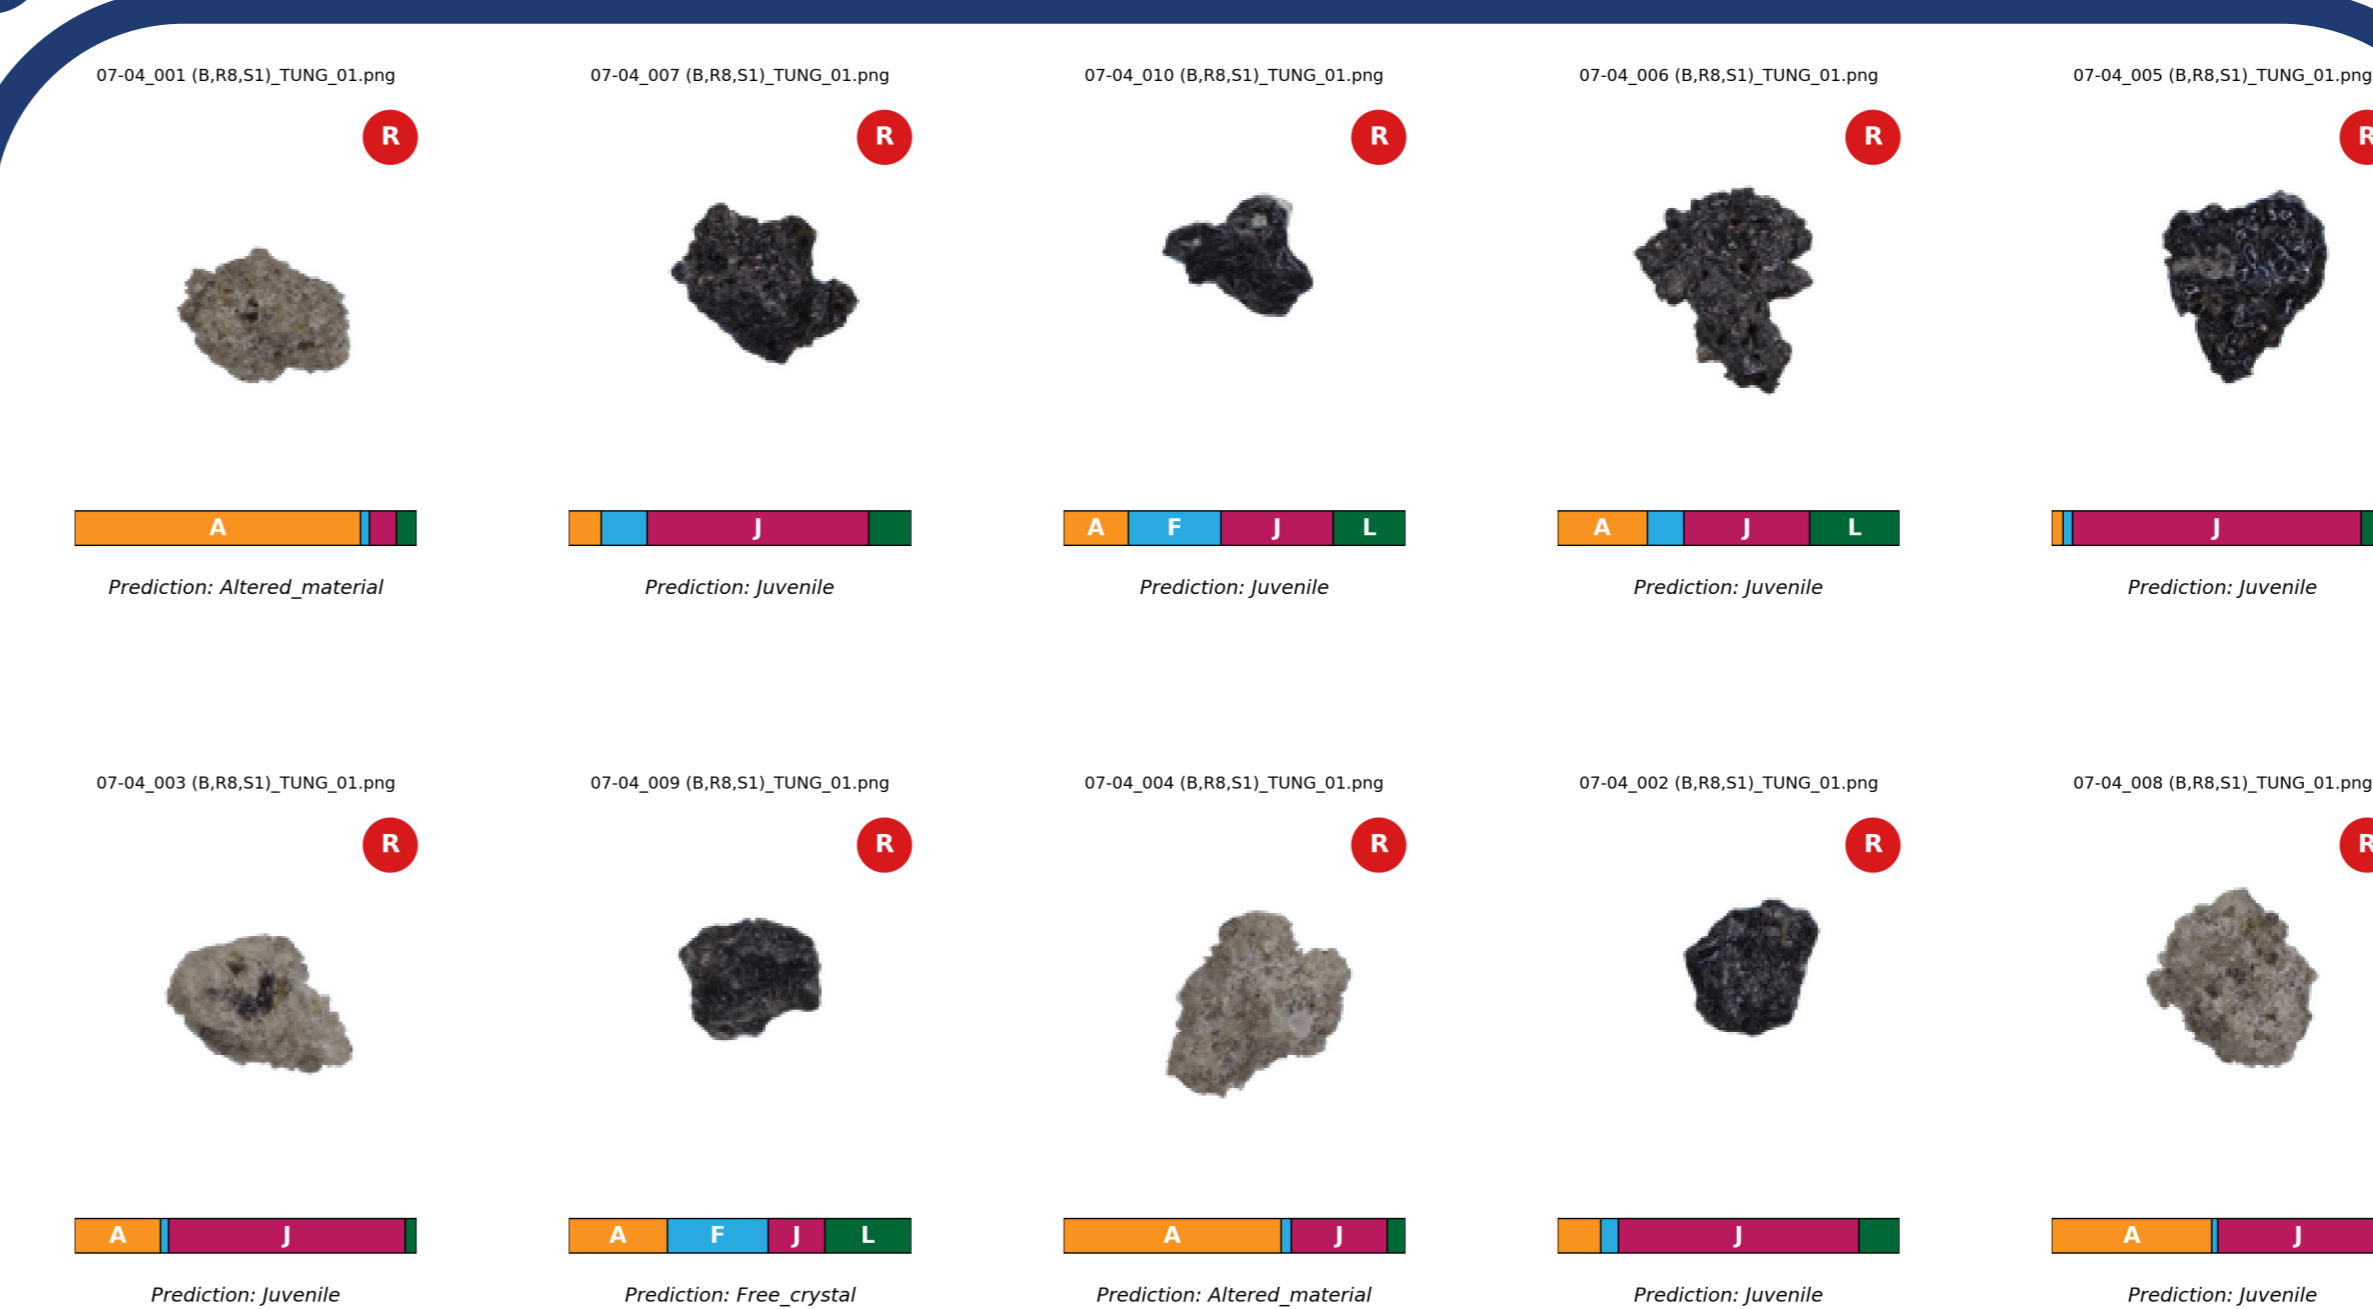 07-04_001 (B,R8,S1)_TUNG_01.png
07-04_007 (B,R8,S1)_TUNG_01.png
07-04_010 (B,R8,S1)_TUNG_01.png
07-04_006 (B,R8,S1)_TUNG_01.png
07-04_005 (B,R8,S1)_TUNG_01.png
R
R
R
R
R
A
J
A F J L
A J L
J
Prediction: Altered_material
Prediction: Juvenile
Prediction: Juvenile
Prediction: Juvenile
Prediction: Juvenile
07-04_003 (B,R8,S1)_TUNG_01.png
07-04_009 (B,R8,S1)_TUNG_01.png
07-04_004 (B,R8,S1)_TUNG_01.png
07-04_002 (B,R8,S1)_TUNG_01.png
07-04_008 (B,R8,S1)_TUNG_01.png
R
R
R
R
R
A J
A F J L
A J
J
A J
Prediction: Juvenile
Prediction: Free_crystal
Prediction: Altered_material
Prediction: Juvenile
Prediction: Juvenile